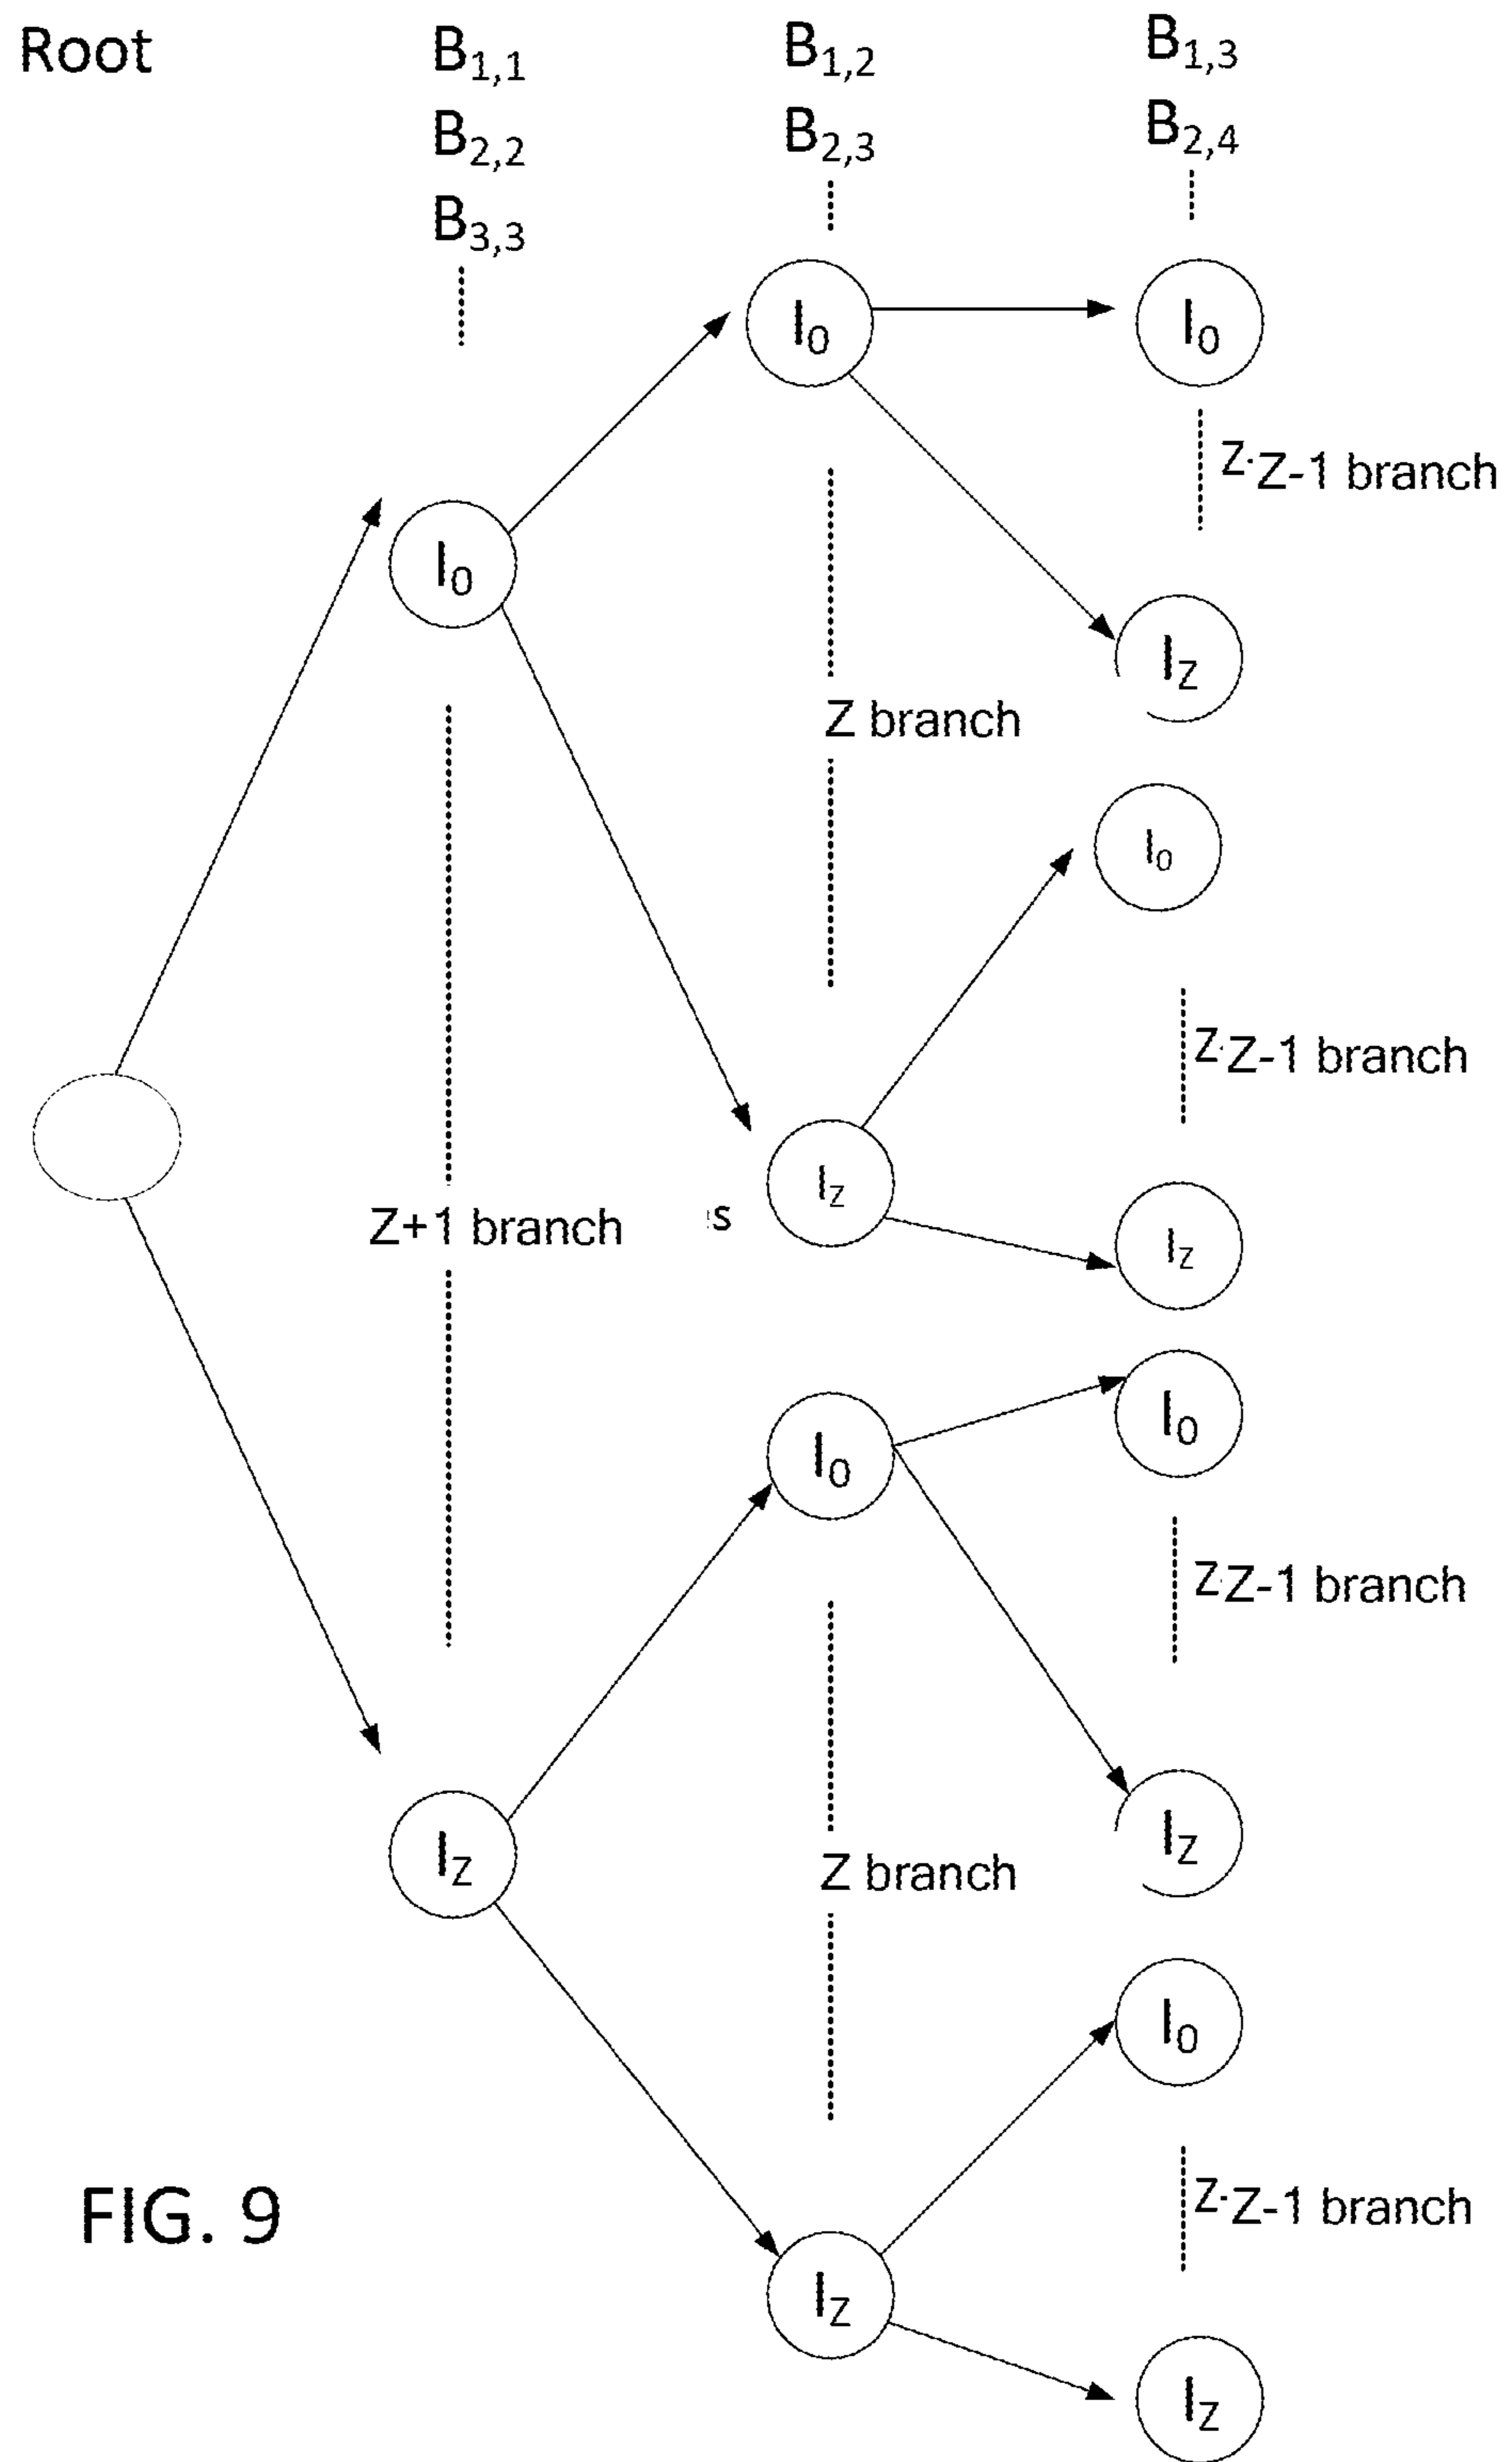 Root
B1,1
B2,2
B3,3
B1,2
B2,3
B1,3
B2,4
I0
I0
I0
Z·Z-1 branch
IZ
Z branch
I0
Z·Z-1 branch
IZ
IZ
Z+1 branch
s
I0
I0
Z·Z-1 branch
IZ
IZ
Z branch
I0
Z·Z-1 branch
IZ
IZ
FIG. 9